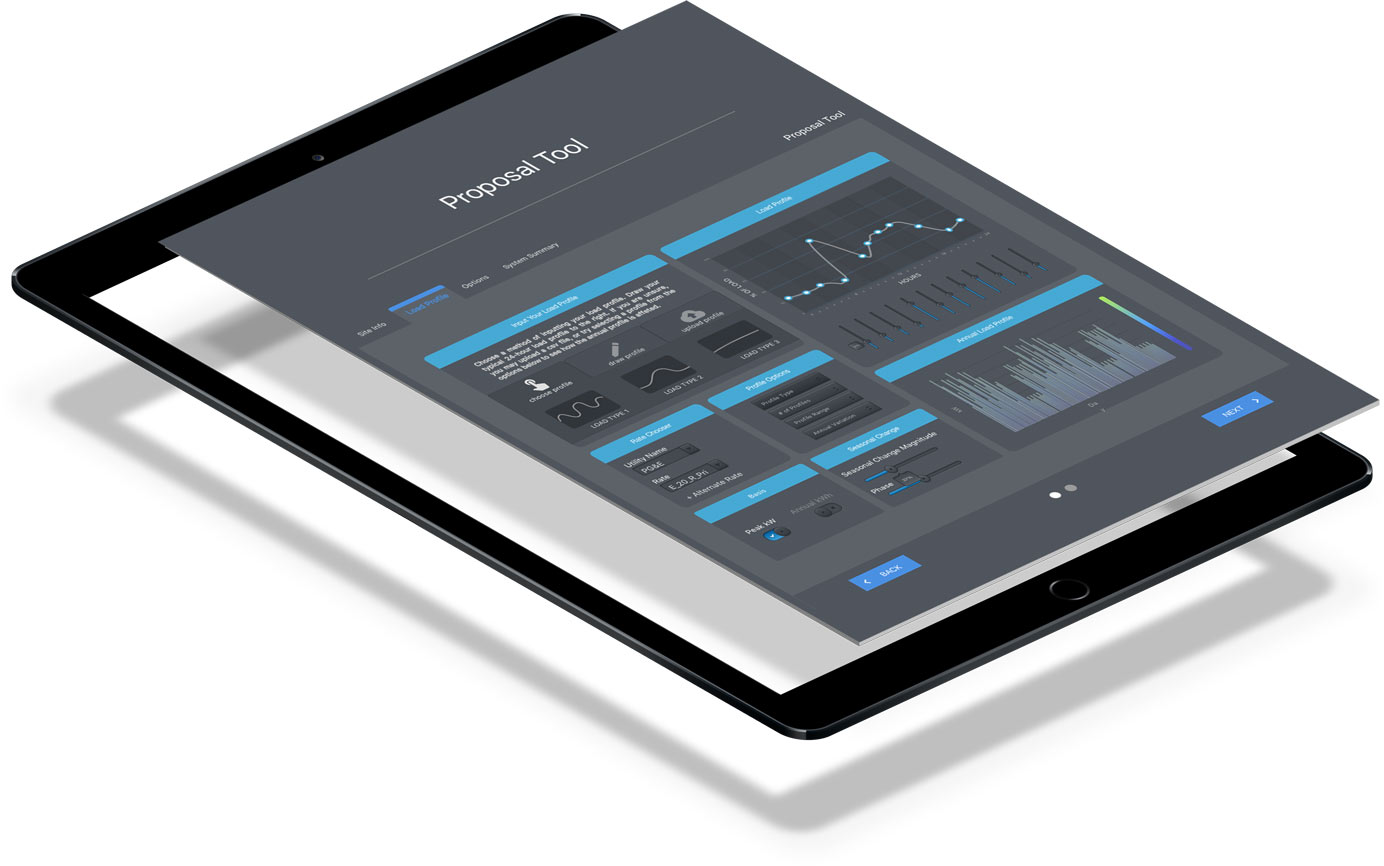 Proposal Tool
Proposal Tool
Site Info
Load Profile
Options
System Summary
Input Your Load Profile
Choose a method of inputting your load profile. Draw your
typical 24-hour load profile to the right. If you are unsure,
you may upload a csv file, or try selecting a profile from the
options below to see how the annual profile is affected.
choose profile
draw profile
upload profile
LOAD TYPE 1
LOAD TYPE 2
LOAD TYPE 3
Load Profile
HOURS
Rate Chooser
Utility Name
PG&E
Rate
E_20_R_Pri
+ Alternate Rate
Profile Options
Profile Type
# of Profiles
Profile Range
Annual Variation
Annual Load Profile
Da
y
Basis
Peak kW
Annual kWh
Seasonal Change
Seasonal Change Magnitude
Phase
BACK
NEXT